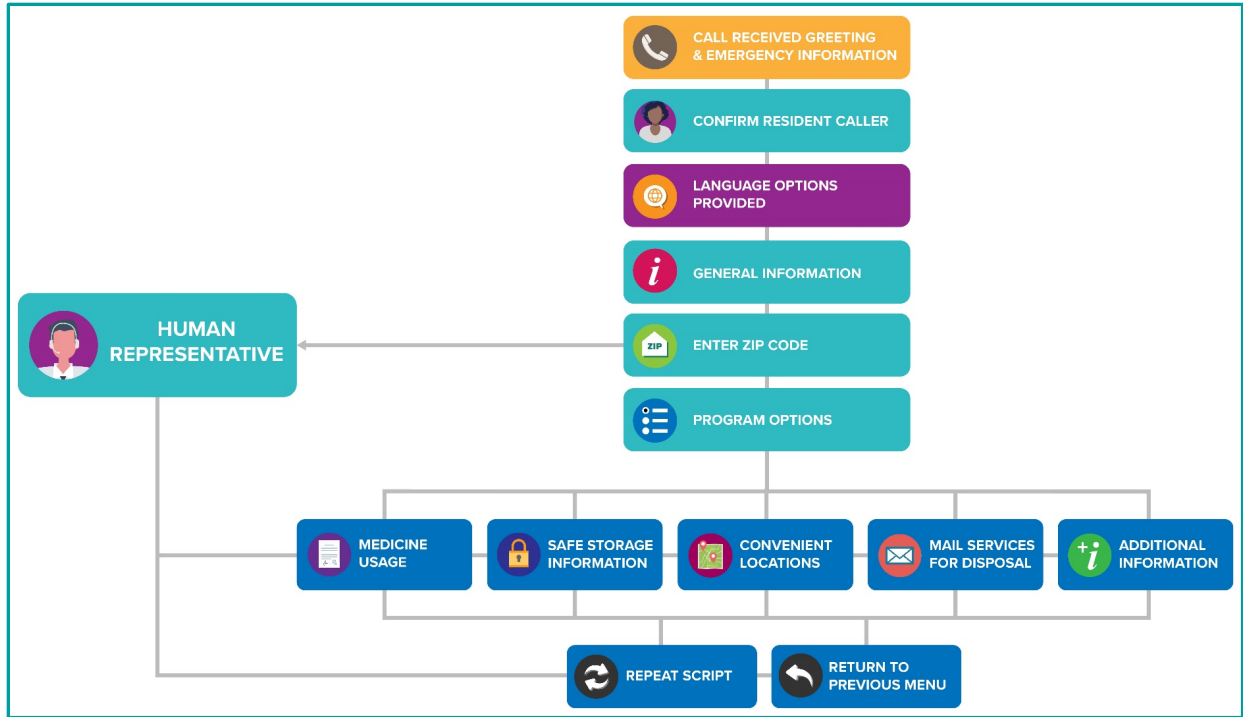 CALL RECEIVED GREETING
& EMERGENCY INFORMATION
CONFIRM RESIDENT CALLER
LANGUAGE OPTIONS
PROVIDED
GENERAL INFORMATION
HUMAN
REPRESENTATIVE
ZIP
ENTER ZIP CODE
PROGRAM OPTIONS
MEDICINE
USAGE
SAFE STORAGE
INFORMATION
CONVENIENT
LOCATIONS
MAIL SERVICES
FOR DISPOSAL
+i
ADDITIONAL
INFORMATION
REPEAT SCRIPT
RETURN TO
PREVIOUS MENU